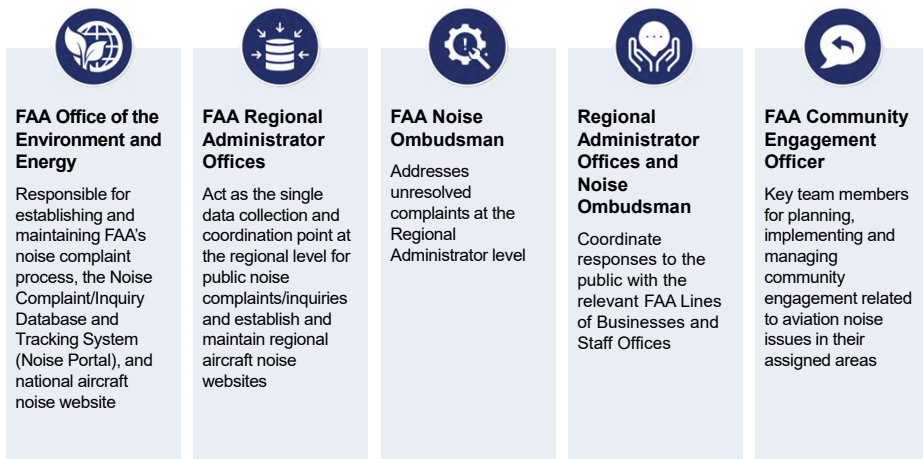 FAA Office of the
Environment and
Energy
Responsible for
establishing and
maintaining FAA's
noise complaint
process, the Noise
Complaint/Inquiry
Database and
Tracking System
(Noise Portal), and
national aircraft
noise website
FAA Regional
Administrator
Offices
Act as the single
data collection and
coordination point at
the regional level for
public noise
complaints/inquiries
and establish and
maintain regional
aircraft noise
websites
FAA Noise
Ombudsman
Addresses
unresolved
complaints at the
Regional
Administrator level
Regional
Administrator
Offices and
Noise
Ombudsman
Coordinate
responses to the
public with the
relevant FAA Lines
of Businesses and
Staff Offices
FAA Community
Engagement
Officer
Key team members
for planning,
implementing and
managing
community
engagement related
to aviation noise
issues in their
assigned areas